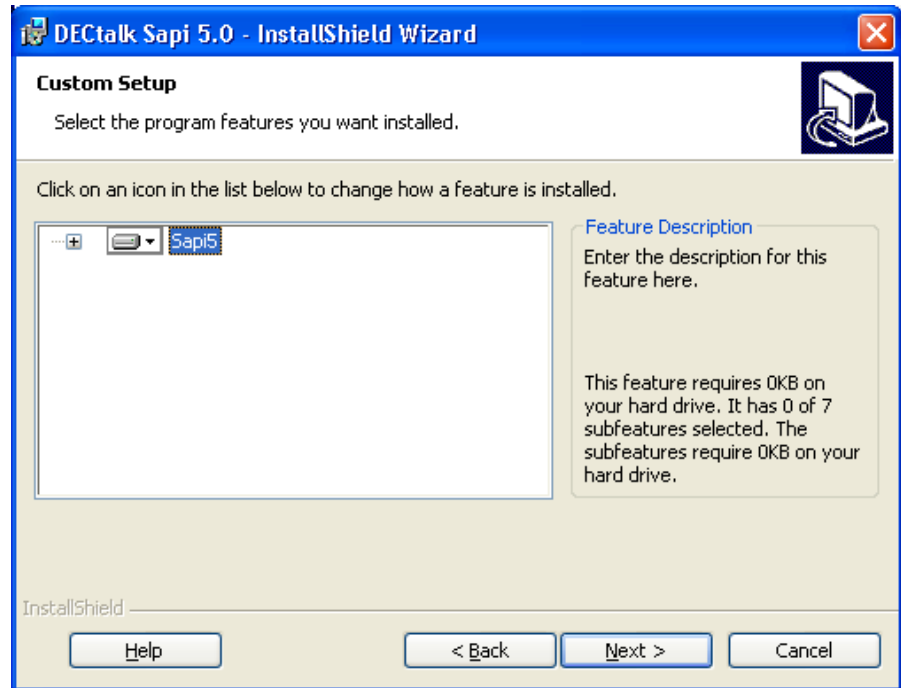 DECtalk Sapi 5.0 - InstallShield Wizard
Custom Setup
Select the program features you want installed.
Click on an icon in the list below to change how a feature is installed.
Sapi5
Feature Description
Enter the description for this
feature here.
This feature requires 0KB on
your hard drive. It has 0 of 7
subfeatures selected. The
subfeatures require 0KB on your
hard drive.
InstallShield
Help
< Back
Next >
Cancel